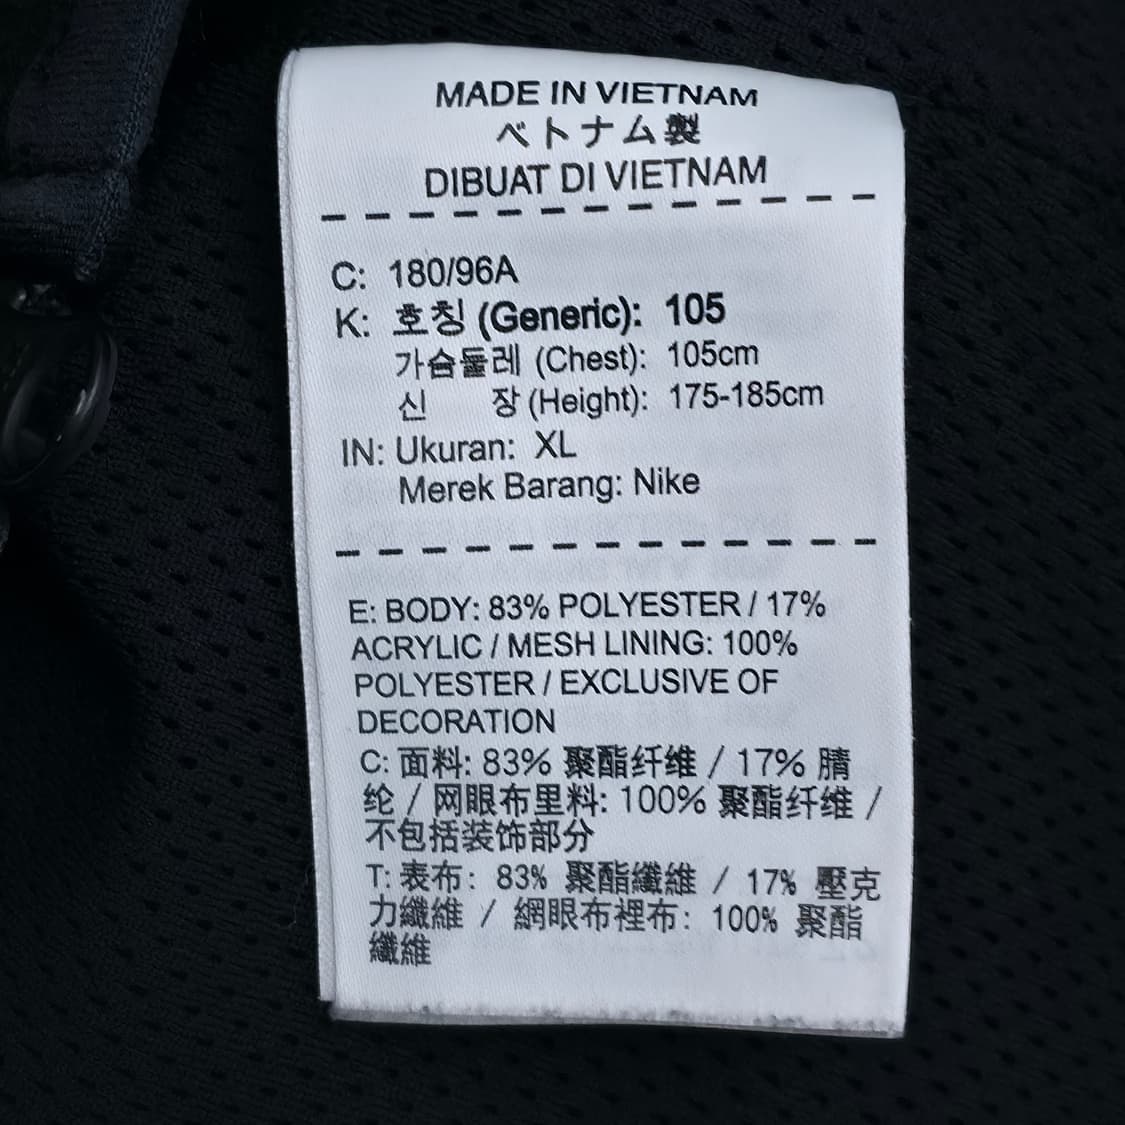 MADE IN VIETNAM
ベトナム製
DIBUAT DI VIETNAM
C: 180/96A
K: 호칭 (Generic): 105
가슴둘레 (Chest): 105cm
신 장 (Height): 175-185cm
IN: Ukuran: XL
Merek Barang: Nike
E: BODY: 83% POLYESTER / 17%
ACRYLIC / MESH LINING: 100%
POLYESTER / EXCLUSIVE OF
DECORATION
C: 面料: 83% 聚酯纤维 / 17% 腈
纶 / 网眼布里料: 100% 聚酯纤维 /
不包括装饰部分
T: 表布: 83% 聚酯纖維 / 17% 壓克
力纖維 / 網眼布裡布: 100% 聚酯
纖維